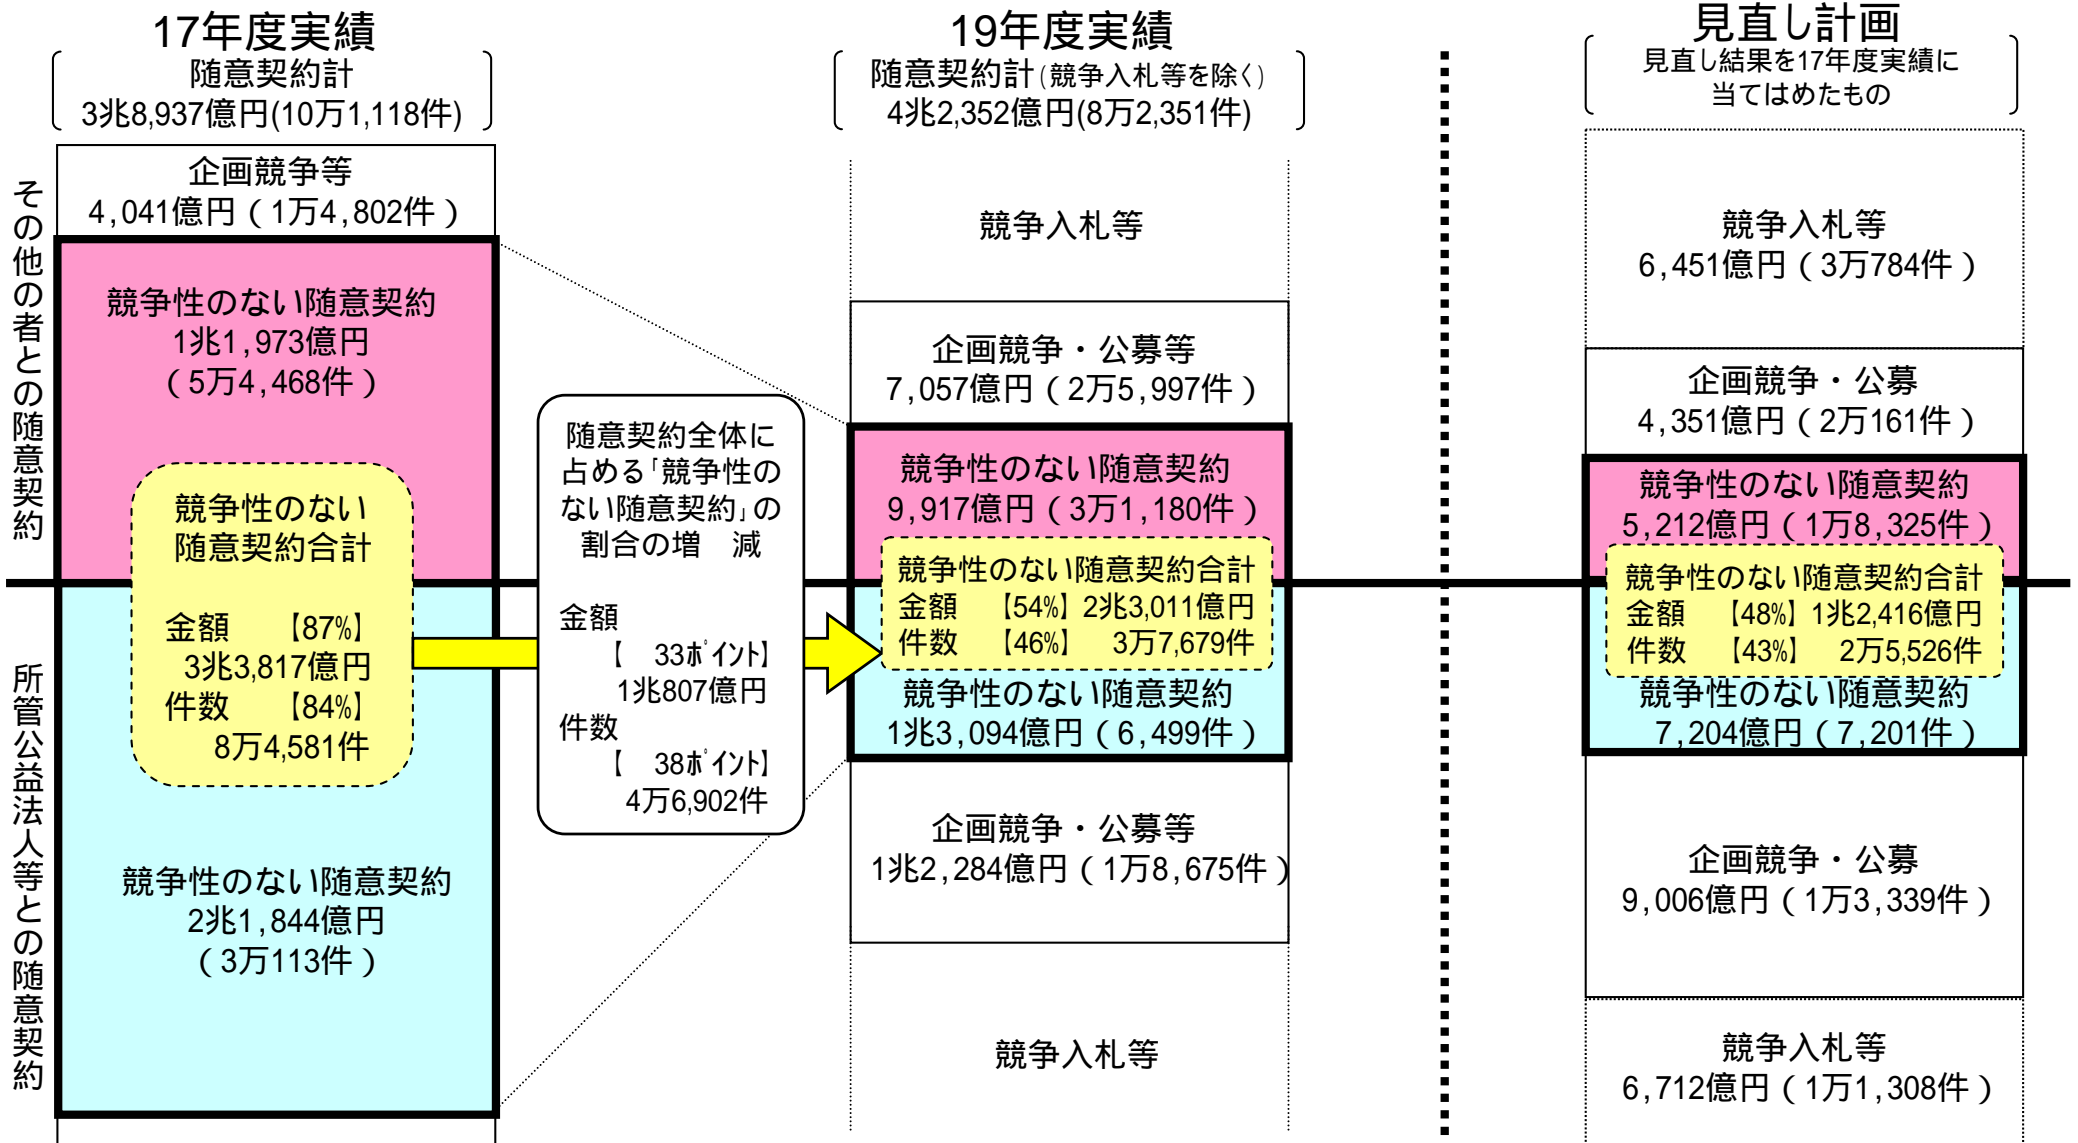 17年度実績
随意契約計
3兆8,937億円(10万1,118件)
その他の者との随意契約
企画競争等
4,041億円(1万4,802件)
競争性のない随意契約
1兆1,973億円
(5万4,468件)
競争性のない
随意契約合計
金額 【87%】
3兆3,817億円
件数 【84%】
8万4,581件
所管公益法人等との随意契約
競争性のない随意契約
2兆1,844億円
(3万113件)
随意契約全体に
占める「競争性の
ない随意契約」の
割合の増 減
金額
【 33ポイント】
1兆807億円
件数
【 38ポイント】
4万6,902件
19年度実績
随意契約計(競争入札等を除く)
4兆2,352億円(8万2,351件)
競争入札等
企画競争・公募等
7,057億円(2万5,997件)
競争性のない随意契約
9,917億円(3万1,180件)
競争性のない随意契約合計
金額 【54%】 2兆3,011億円
件数 【46%】 3万7,679件
競争性のない随意契約
1兆3,094億円(6,499件)
企画競争・公募等
1兆2,284億円(1万8,675件)
競争入札等
見直し計画
見直し結果を17年度実績に
当てはめたもの
競争入札等
6,451億円(3万784件)
企画競争・公募
4,351億円(2万161件)
競争性のない随意契約
5,212億円(1万8,325件)
競争性のない随意契約合計
金額 【48%】 1兆2,416億円
件数 【43%】 2万5,526件
競争性のない随意契約
7,204億円(7,201件)
企画競争・公募
9,006億円(1万3,339件)
競争入札等
6,712億円(1万1,308件)